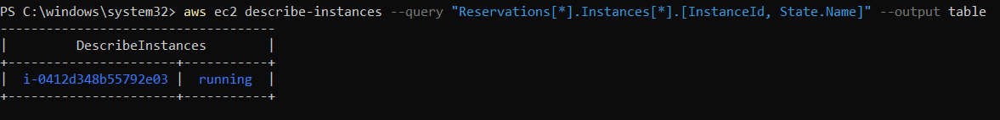 PS C:\windows\system32> aws ec2 describe-instances --query "Reservations[*].Instances[*].[InstanceId, State.Name]" --output table
------------------------------------
|         DescribeInstances        |
+----------------------+-----------+
|  i-0412d348b55792e03 |  running  |
+----------------------+-----------+